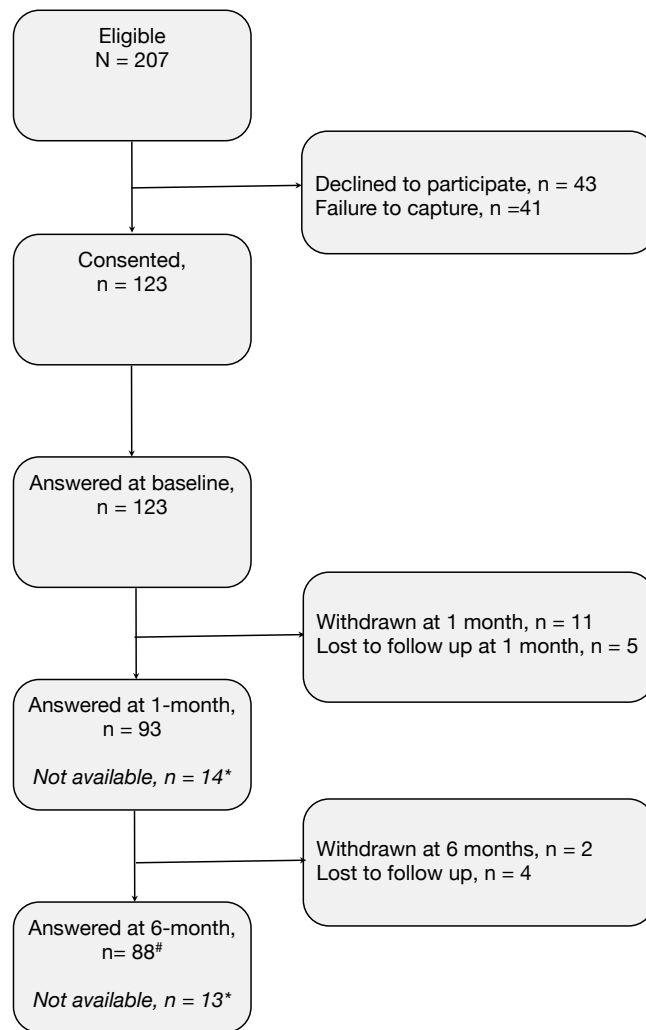 Eligible
N = 207
Declined to participate, n = 43
Failure to capture, n =41
Consented,
n = 123
Answered at baseline,
n = 123
Withdrawn at 1 month, n = 11
Lost to follow up at 1 month, n = 5
Answered at 1-month,
n = 93
Not available, n = 14*
Withdrawn at 6 months, n = 2
Lost to follow up, n = 4
Answered at 6-month,
n= 88#
Not available, n = 13*